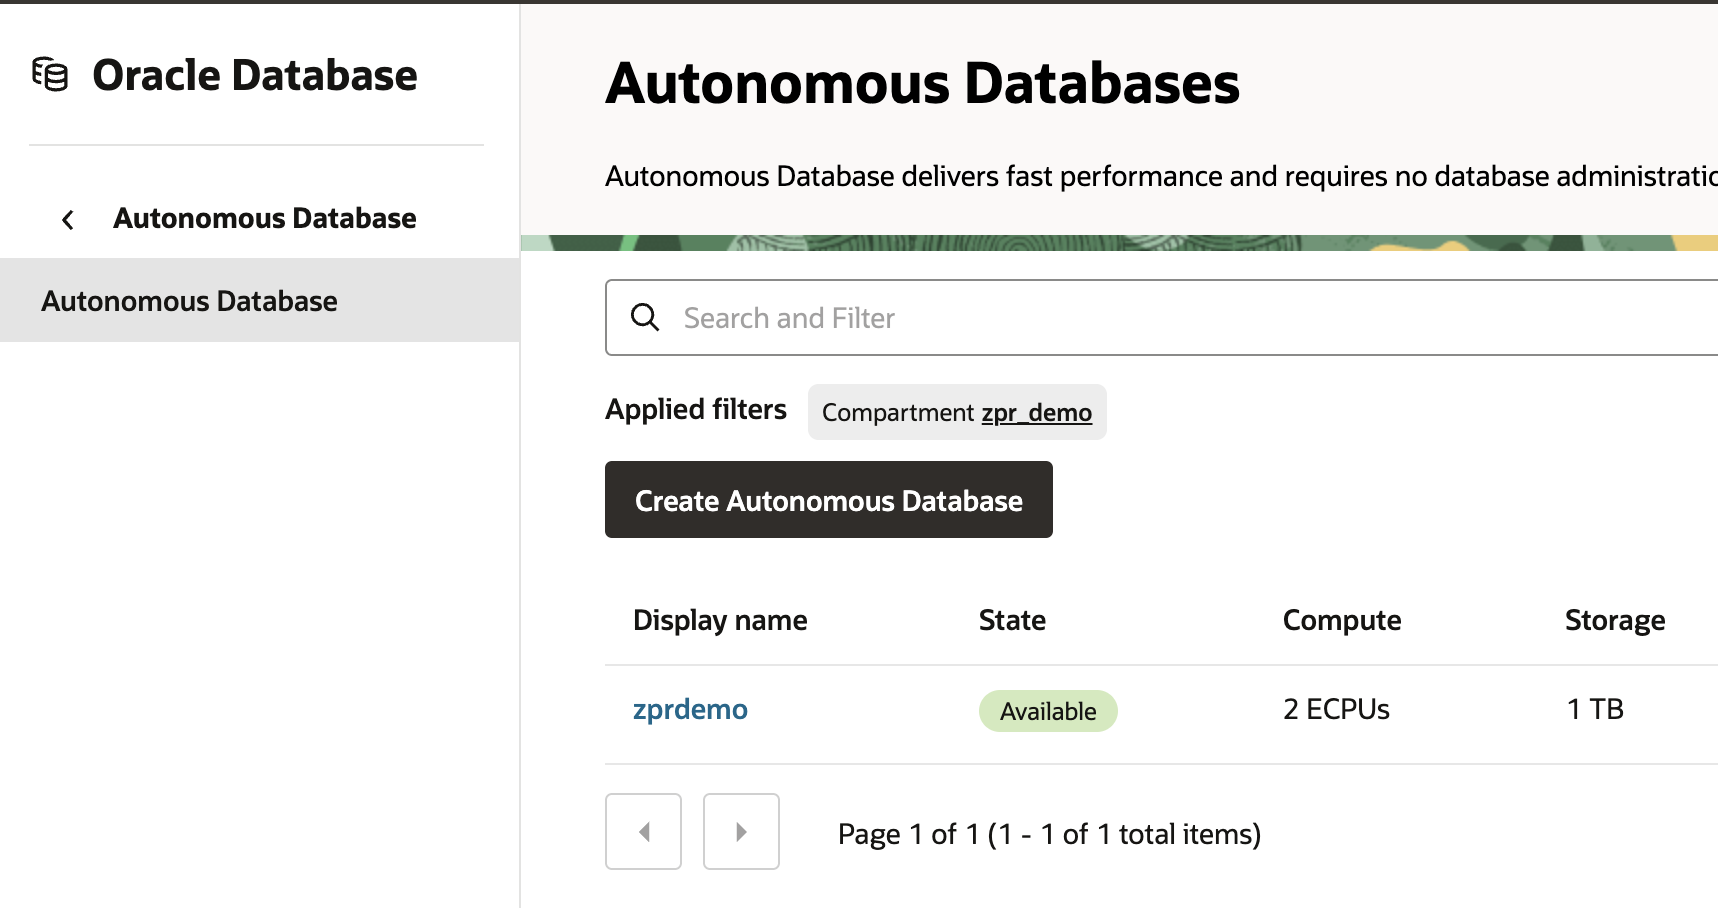 Oracle Database
Autonomous Database
Autonomous Database
Autonomous Databases
Autonomous Database delivers fast performance and requires no database
Search and Filter
Applied filters
Compartment zpr_demo
Create Autonomous Database
Display name State Compute Storage
zprdemo Available 2 ECPUs 1 TB
Page 1 of 1 (1 - 1 of 1 total items)